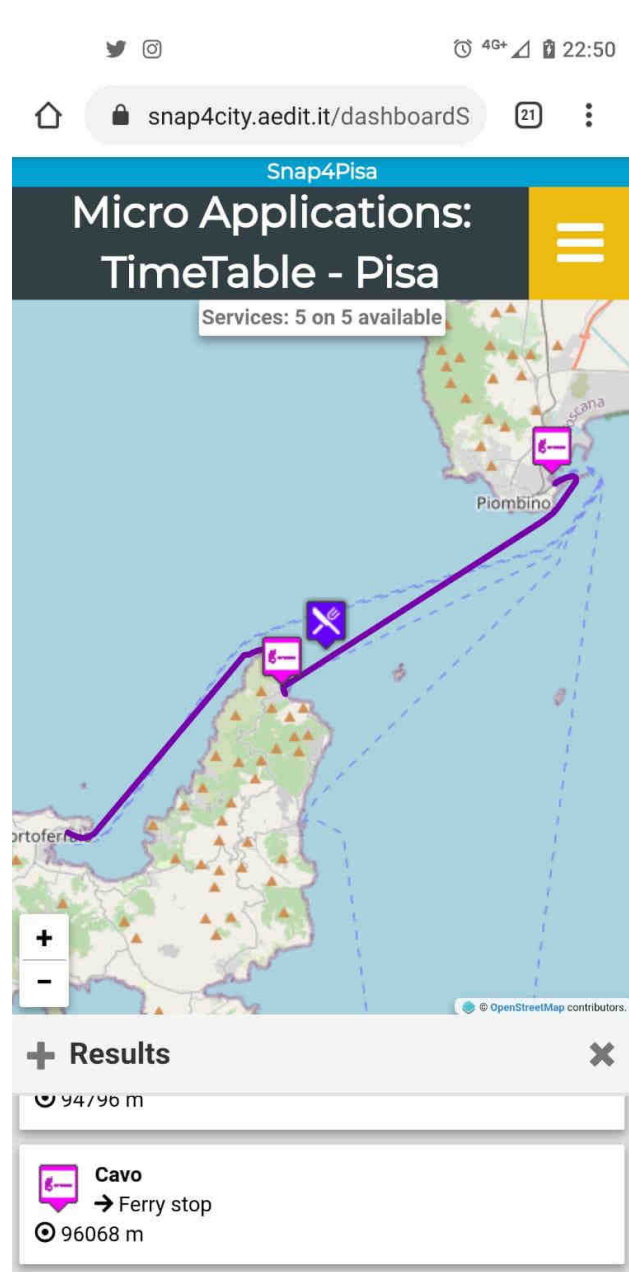 4G+ 22:50
snap4city.aedit.it/dashboardS
21
Snap4Pisa
Micro Applications:
TimeTable - Pisa
Services: 5 on 5 available
Piombino
© OpenStreetMap contributors.
+
−
+ Results
94796 m
Cavo
→ Ferry stop
96068 m